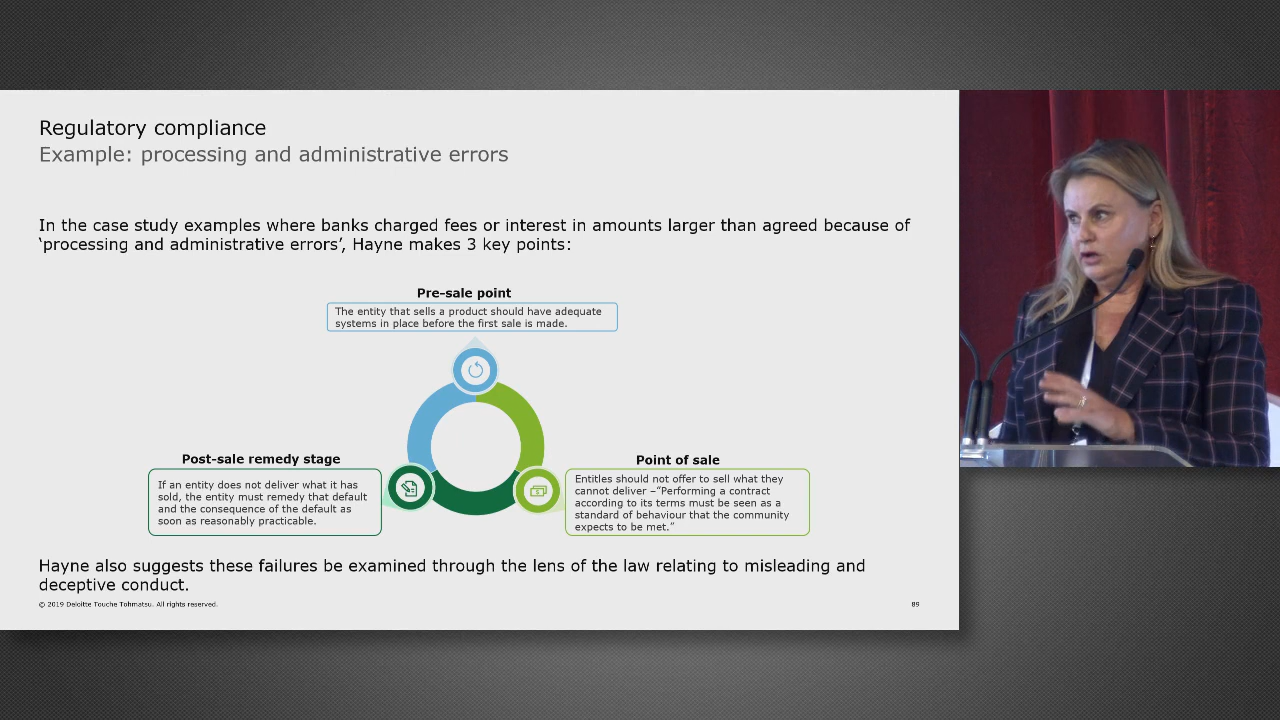 Regulatory compliance
Example: processing and administrative errors
In the case study examples where banks charged fees or interest in amounts larger than agreed because of
‘processing and administrative errors’, Hayne makes 3 key points:
Pre-sale point
The entity that sells a product should have adequate
systems in place before the first sale is made.
Post-sale remedy stage
If an entity does not deliver what it has
sold, the entity must remedy that default
and the consequence of the default as
soon as reasonably practicable.
Point of sale
Entitles should not offer to sell what they
cannot deliver –“Performing a contract
according to its terms must be seen as a
standard of behaviour that the community
expects to be met.”
Hayne also suggests these failures be examined through the lens of the law relating to misleading and
deceptive conduct.
© 2019 Deloitte Touche Tohmatsu. All rights reserved.
89